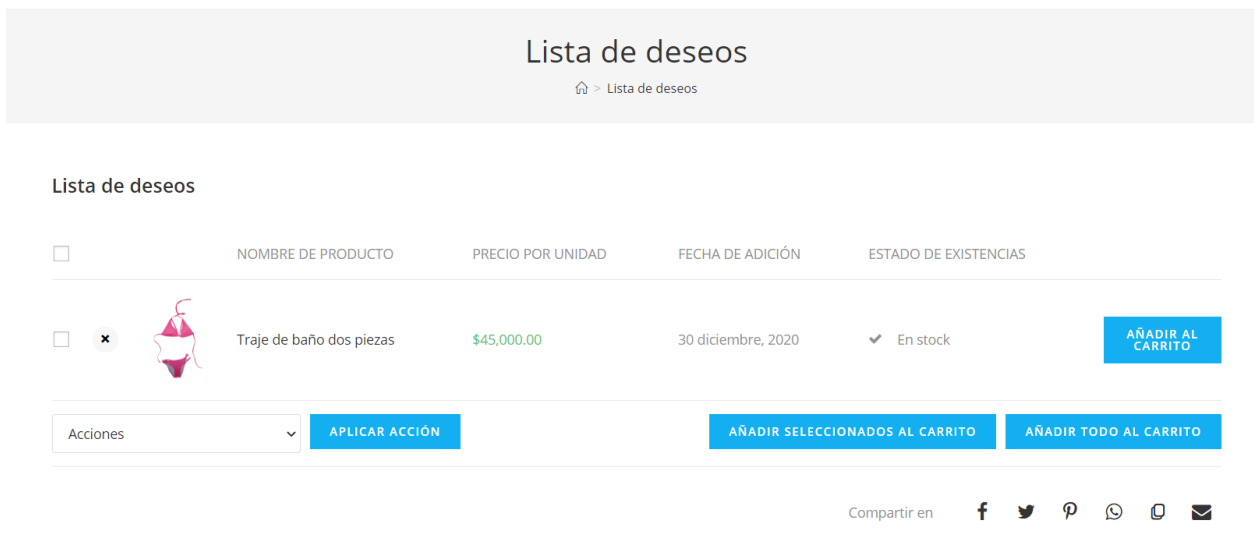 Lista de deseos
> Lista de deseos
Lista de deseos
NOMBRE DE PRODUCTO PRECIO POR UNIDAD FECHA DE ADICIÓN ESTADO DE EXISTENCIAS
Traje de baño dos piezas $45,000.00 30 diciembre, 2020 En stock AÑADIR AL
CARRITO
Acciones APLICAR ACCIÓN AÑADIR SELECCIONADOS AL CARRITO AÑADIR TODO AL CARRITO
Compartir en